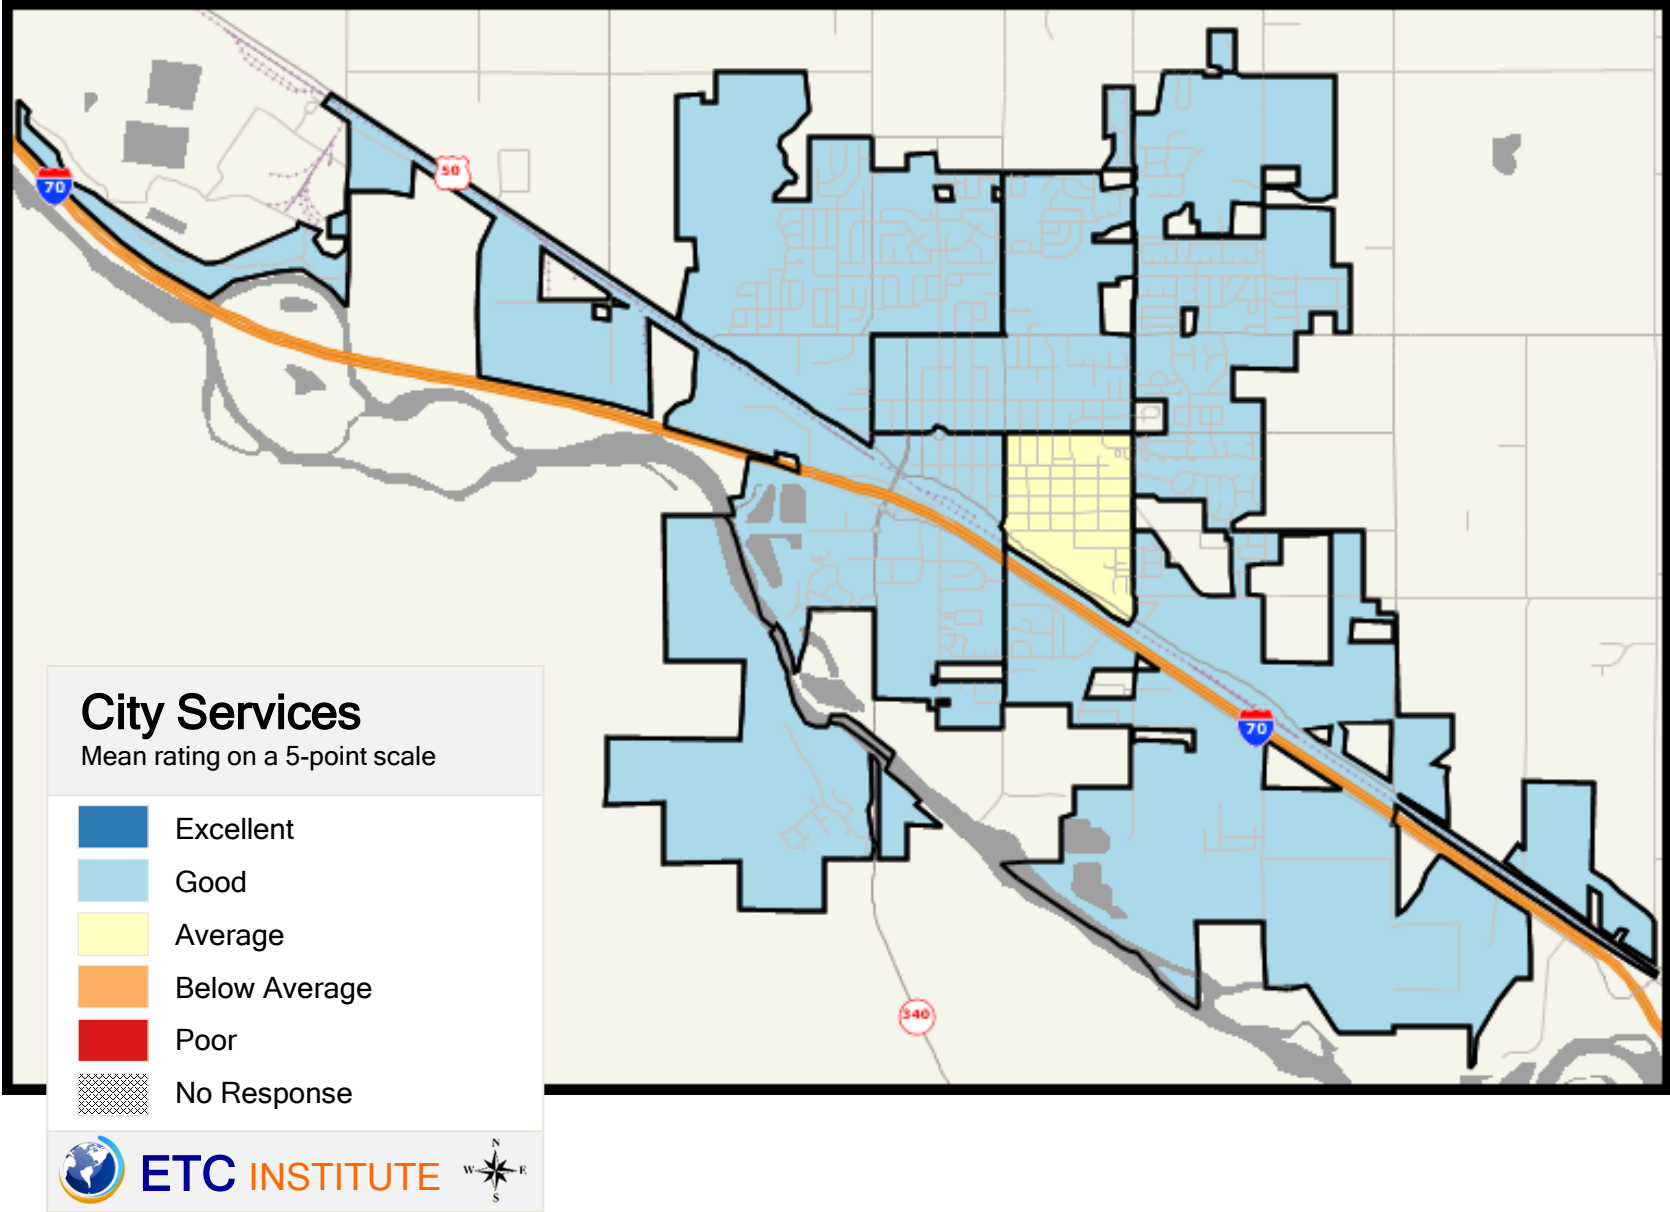 50
70
70
340
City Services
Mean rating on a 5-point scale
Excellent
Good
Average
Below Average
Poor
No Response
ETC INSTITUTE
N
W E
S